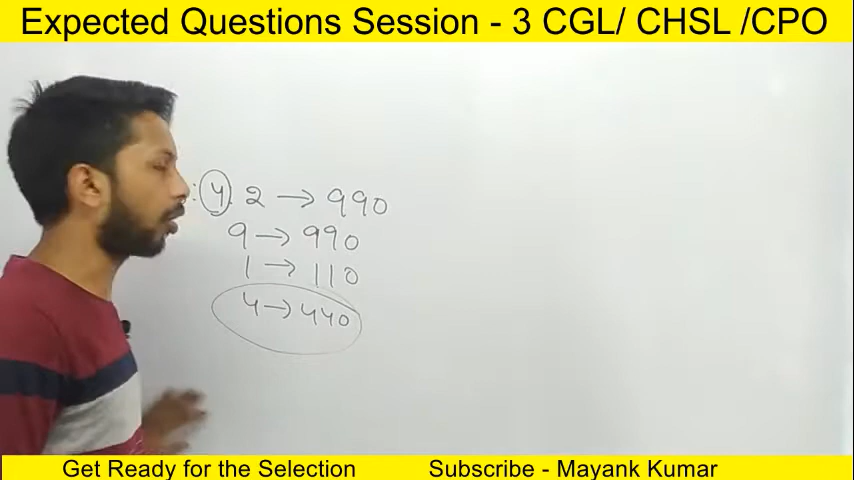 Expected Questions Session - 3 CGL/ CHSL /CPO
: 4 : 2 → 990
9 → 990
1 → 110
4 → 440
Get Ready for the Selection
Subscribe - Mayank Kumar